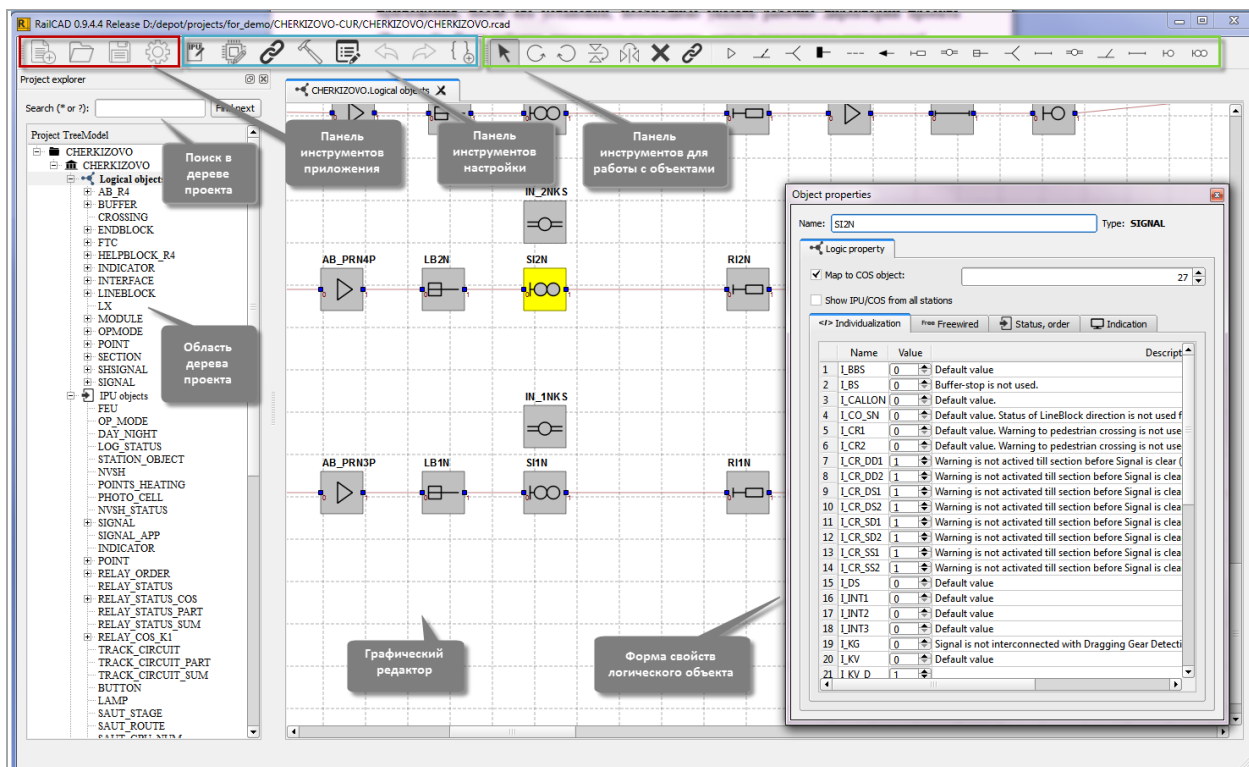 RailCAD 0.9.4.4 Release D:/depot/projects/for_demo/CHERKIZOVO-CUR/CHERKIZOVO/CHERKIZOVO.rcad
IPU
Project explorer
Search (* or ?):
Find next
Project TreeModel
CHERKIZOVO
CHERKIZOVO
Logical objects
AB_R4
BUFFER
CROSSING
ENDBLOCK
FTC
HELPBLOCK_R4
INDICATOR
INTERFACE
LINEBLOCK
LX
MODULE
OPMODE
POINT
SECTION
SHSIGNAL
SIGNAL
IPU objects
FEU
OP_MODE
DAY_NIGHT
LOG_STATUS
STATION_OBJECT
NVSH
POINTS_HEATING
PHOTO_CELL
NVSH_STATUS
SIGNAL
SIGNAL_APP
INDICATOR
POINT
RELAY_ORDER
RELAY_STATUS
RELAY_STATUS_COS
RELAY_STATUS_PART
RELAY_STATUS_SUM
RELAY_COS_K1
TRACK_CIRCUIT
TRACK_CIRCUIT_PART
TRACK_CIRCUIT_SUM
BUTTON
LAMP
SAUT_STAGE
SAUT_ROUTE
Поиск в
дереве
проекта
Область
дерева
проекта
CHERKIZOVO.Logical objects X
Панель
инструментов
приложения
Панель
инструментов
настройки
Панель
инструментов для
работы с объектами
IN_2NKS
AB_PRN4P LB2N SI2N RI2N
IN_1NKS
AB_PRN3P LB1N SI1N RI1N
Графический
редактор
Форма свойств
логического объекта
Object properties
Name: SI2N Type: SIGNAL
Logic property
Map to COS object: 27
Show IPU/COS from all stations
</> Individualization Free Freewired Status, order Indication
Name Value Descript
1 I_BBS 0 Default value
2 I_BS 0 Buffer-stop is not used.
3 I_CALLON 0 Default value.
4 I_CO_SN 0 Default value. Status of LineBlock direction is not used f
5 I_CR1 0 Default value. Warning to pedestrian crossing is not use
6 I_CR2 0 Default value. Warning to pedestrian crossing is not use
7 I_CR_DD1 1 Warning is not actived till section before Signal is clear (
8 I_CR_DD2 1 Warning is not activated till section before Signal is clea
9 I_CR_DS1 1 Warning is not activated till section before Signal is clea
10 I_CR_DS2 1 Warning is not activated till section before Signal is clea
11 I_CR_SD1 1 Warning is not activated till section before Signal is clea
12 I_CR_SD2 1 Warning is not activated till section before Signal is clea
13 I_CR_SS1 1 Warning is not activated till section before Signal is clea
14 I_CR_SS2 1 Warning is not activated till section before Signal is clea
15 I_DS 0 Default value
16 I_INT1 0 Default value
17 I_INT2 0 Default value
18 I_INT3 0 Default value
19 I_KG 0 Signal is not interconnected with Dragging Gear Detecti
20 I_KV 0 Default value
21 I_KV_D 1